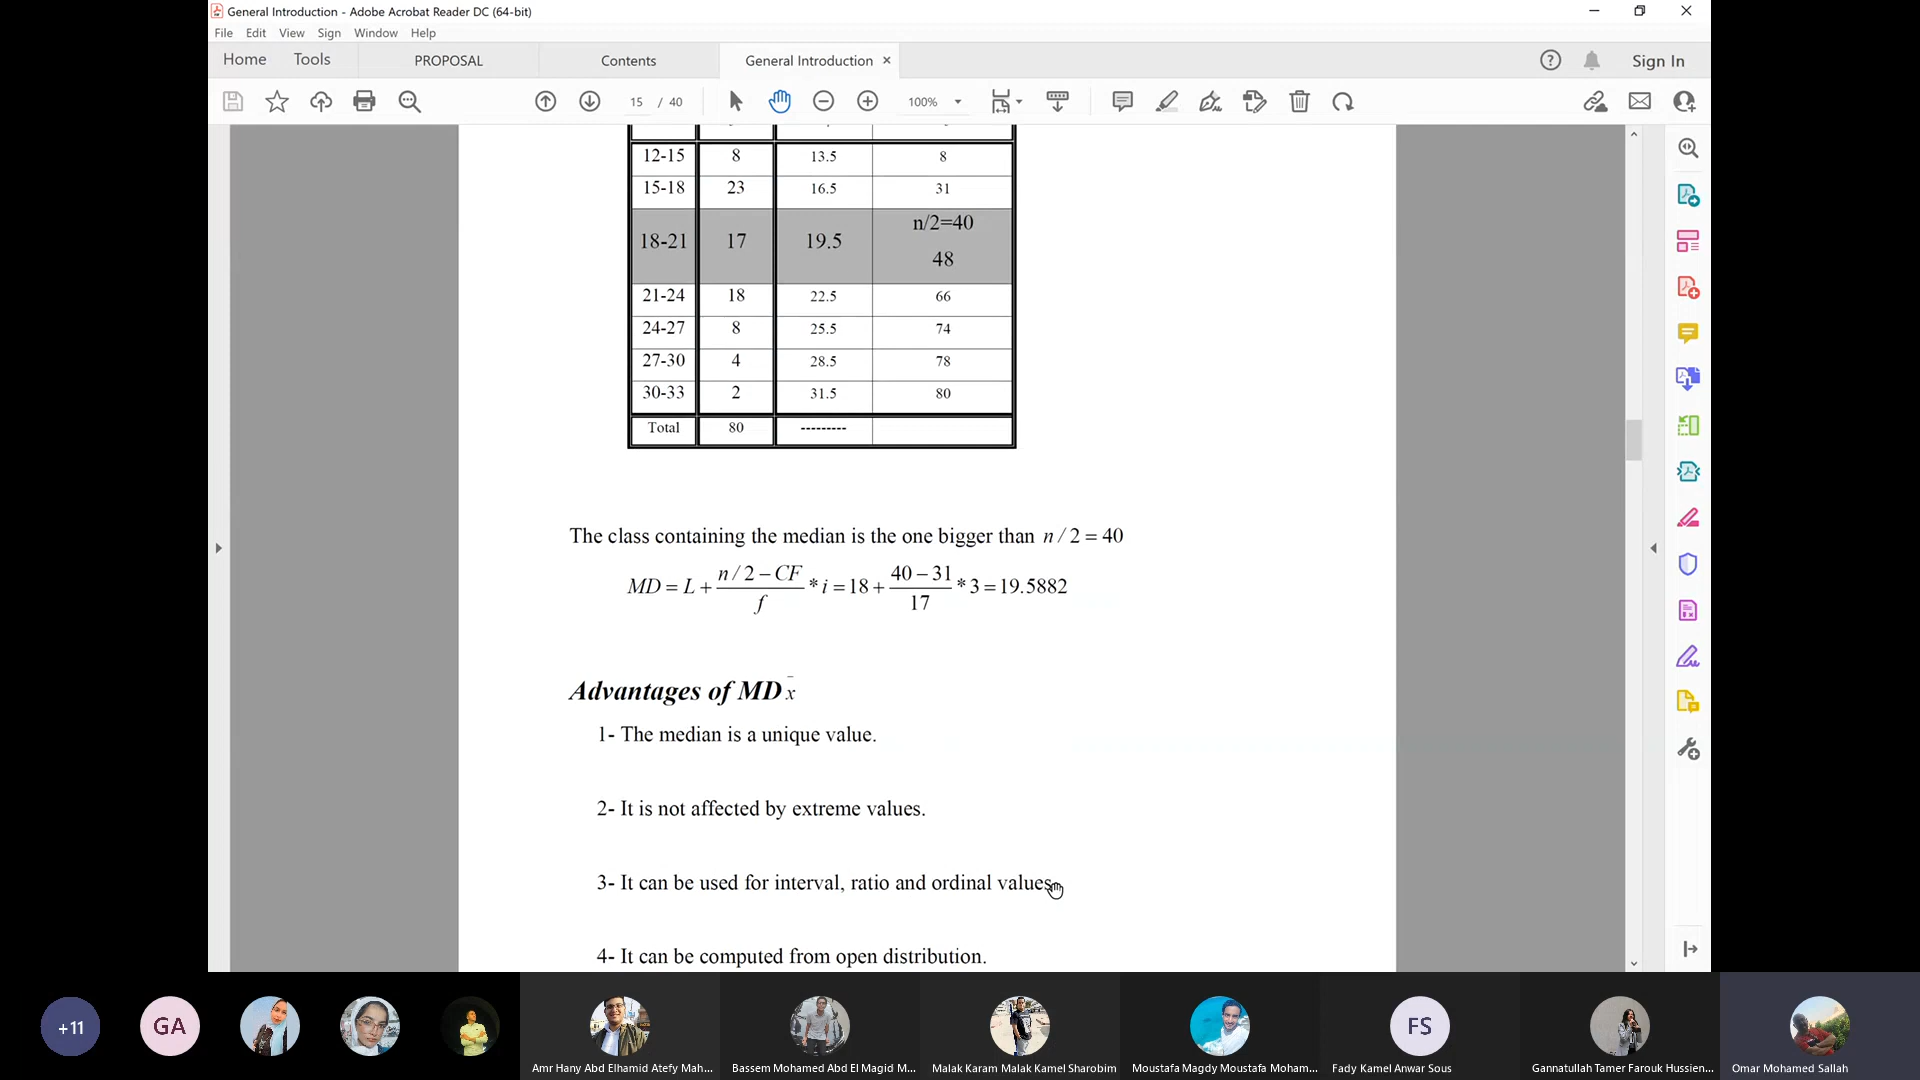 General Introduction - Adobe Acrobat Reader DC (64-bit)
File Edit View Sign Window Help
Home Tools PROPOSAL Contents General Introduction × Sign In
15 / 40 100%
12-15 8 13.5 8
15-18 23 16.5 31
18-21 17 19.5 n/2=40
48
21-24 18 22.5 66
24-27 8 25.5 74
27-30 4 28.5 78
30-33 2 31.5 80
Total 80 ---------
The class containing the median is the one bigger than n / 2 = 40
MD = L + (n / 2 − CF)/f * i = 18 + (40 − 31)/17 * 3 = 19.5882
Advantages of MD x̄
1- The median is a unique value.
2- It is not affected by extreme values.
3- It can be used for interval, ratio and ordinal values
4- It can be computed from open distribution.
+11 GA FS
Amr Hany Abd Elhamid Atefy Mah... Bassem Mohamed Abd El Magid M... Malak Karam Malak Kamel Sharobim Moustafa Magdy Moustafa Moham... Fady Kamel Anwar Sous Gannatullah Tamer Farouk Hussien... Omar Mohamed Sallah